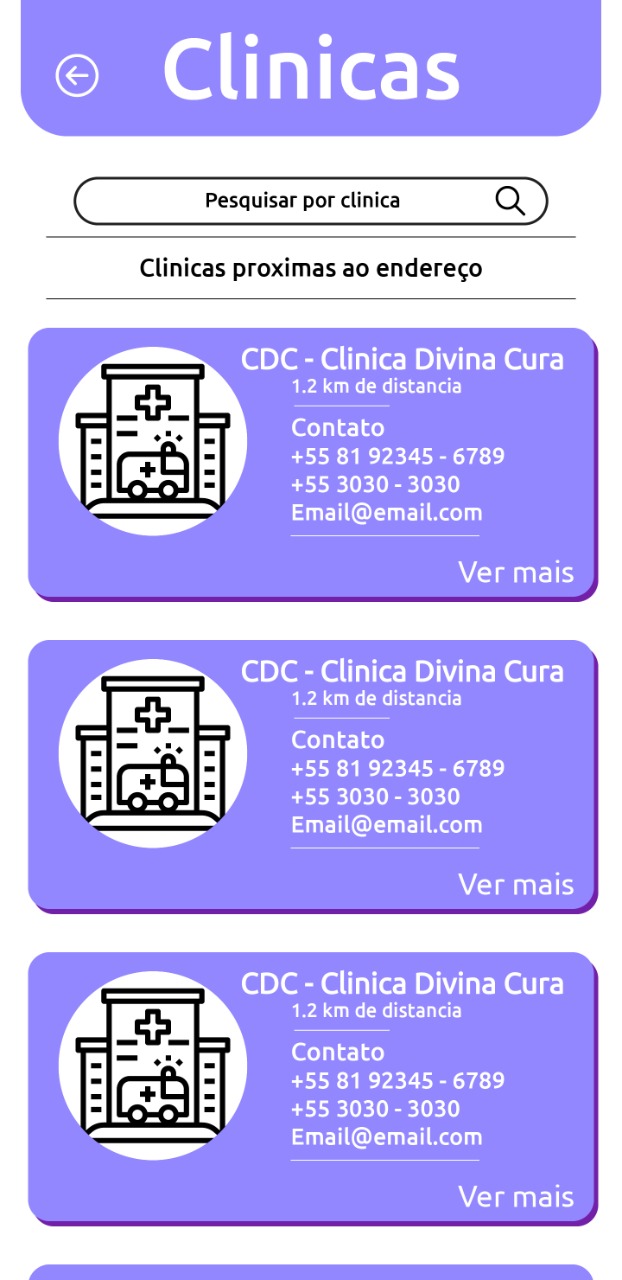 Clinicas
Pesquisar por clinica
Clinicas proximas ao endereço
CDC - Clinica Divina Cura
1.2 km de distancia
Contato
+55 81 92345 - 6789
+55 3030 - 3030
Email@email.com
Ver mais
CDC - Clinica Divina Cura
1.2 km de distancia
Contato
+55 81 92345 - 6789
+55 3030 - 3030
Email@email.com
Ver mais
CDC - Clinica Divina Cura
1.2 km de distancia
Contato
+55 81 92345 - 6789
+55 3030 - 3030
Email@email.com
Ver mais